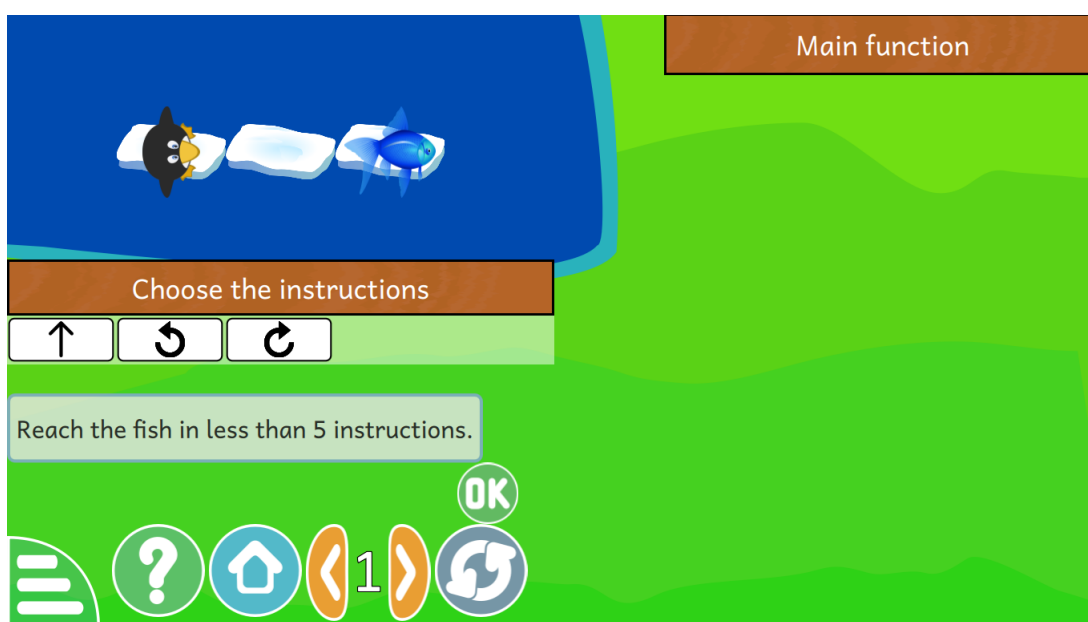 Main function
Choose the instructions
Reach the fish in less than 5 instructions.
OK
1